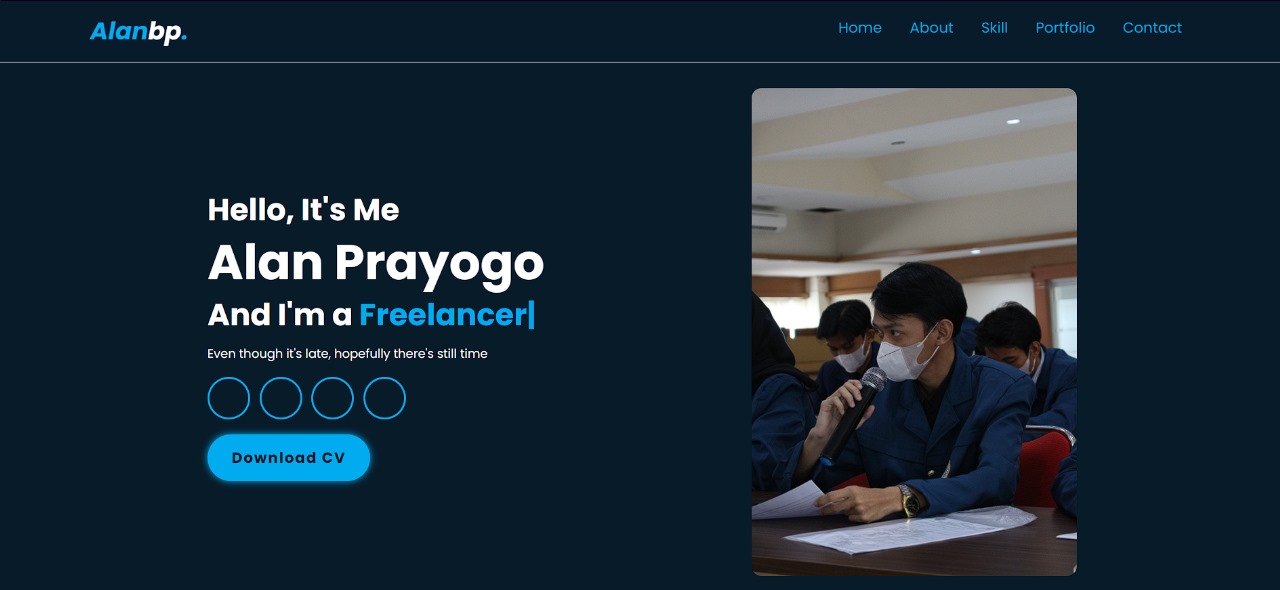 Alanbp.
Home About Skill Portfolio Contact
Hello, It's Me
Alan Prayogo
And I'm a Freelancer|
Even though it's late, hopefully there's still time
Download CV